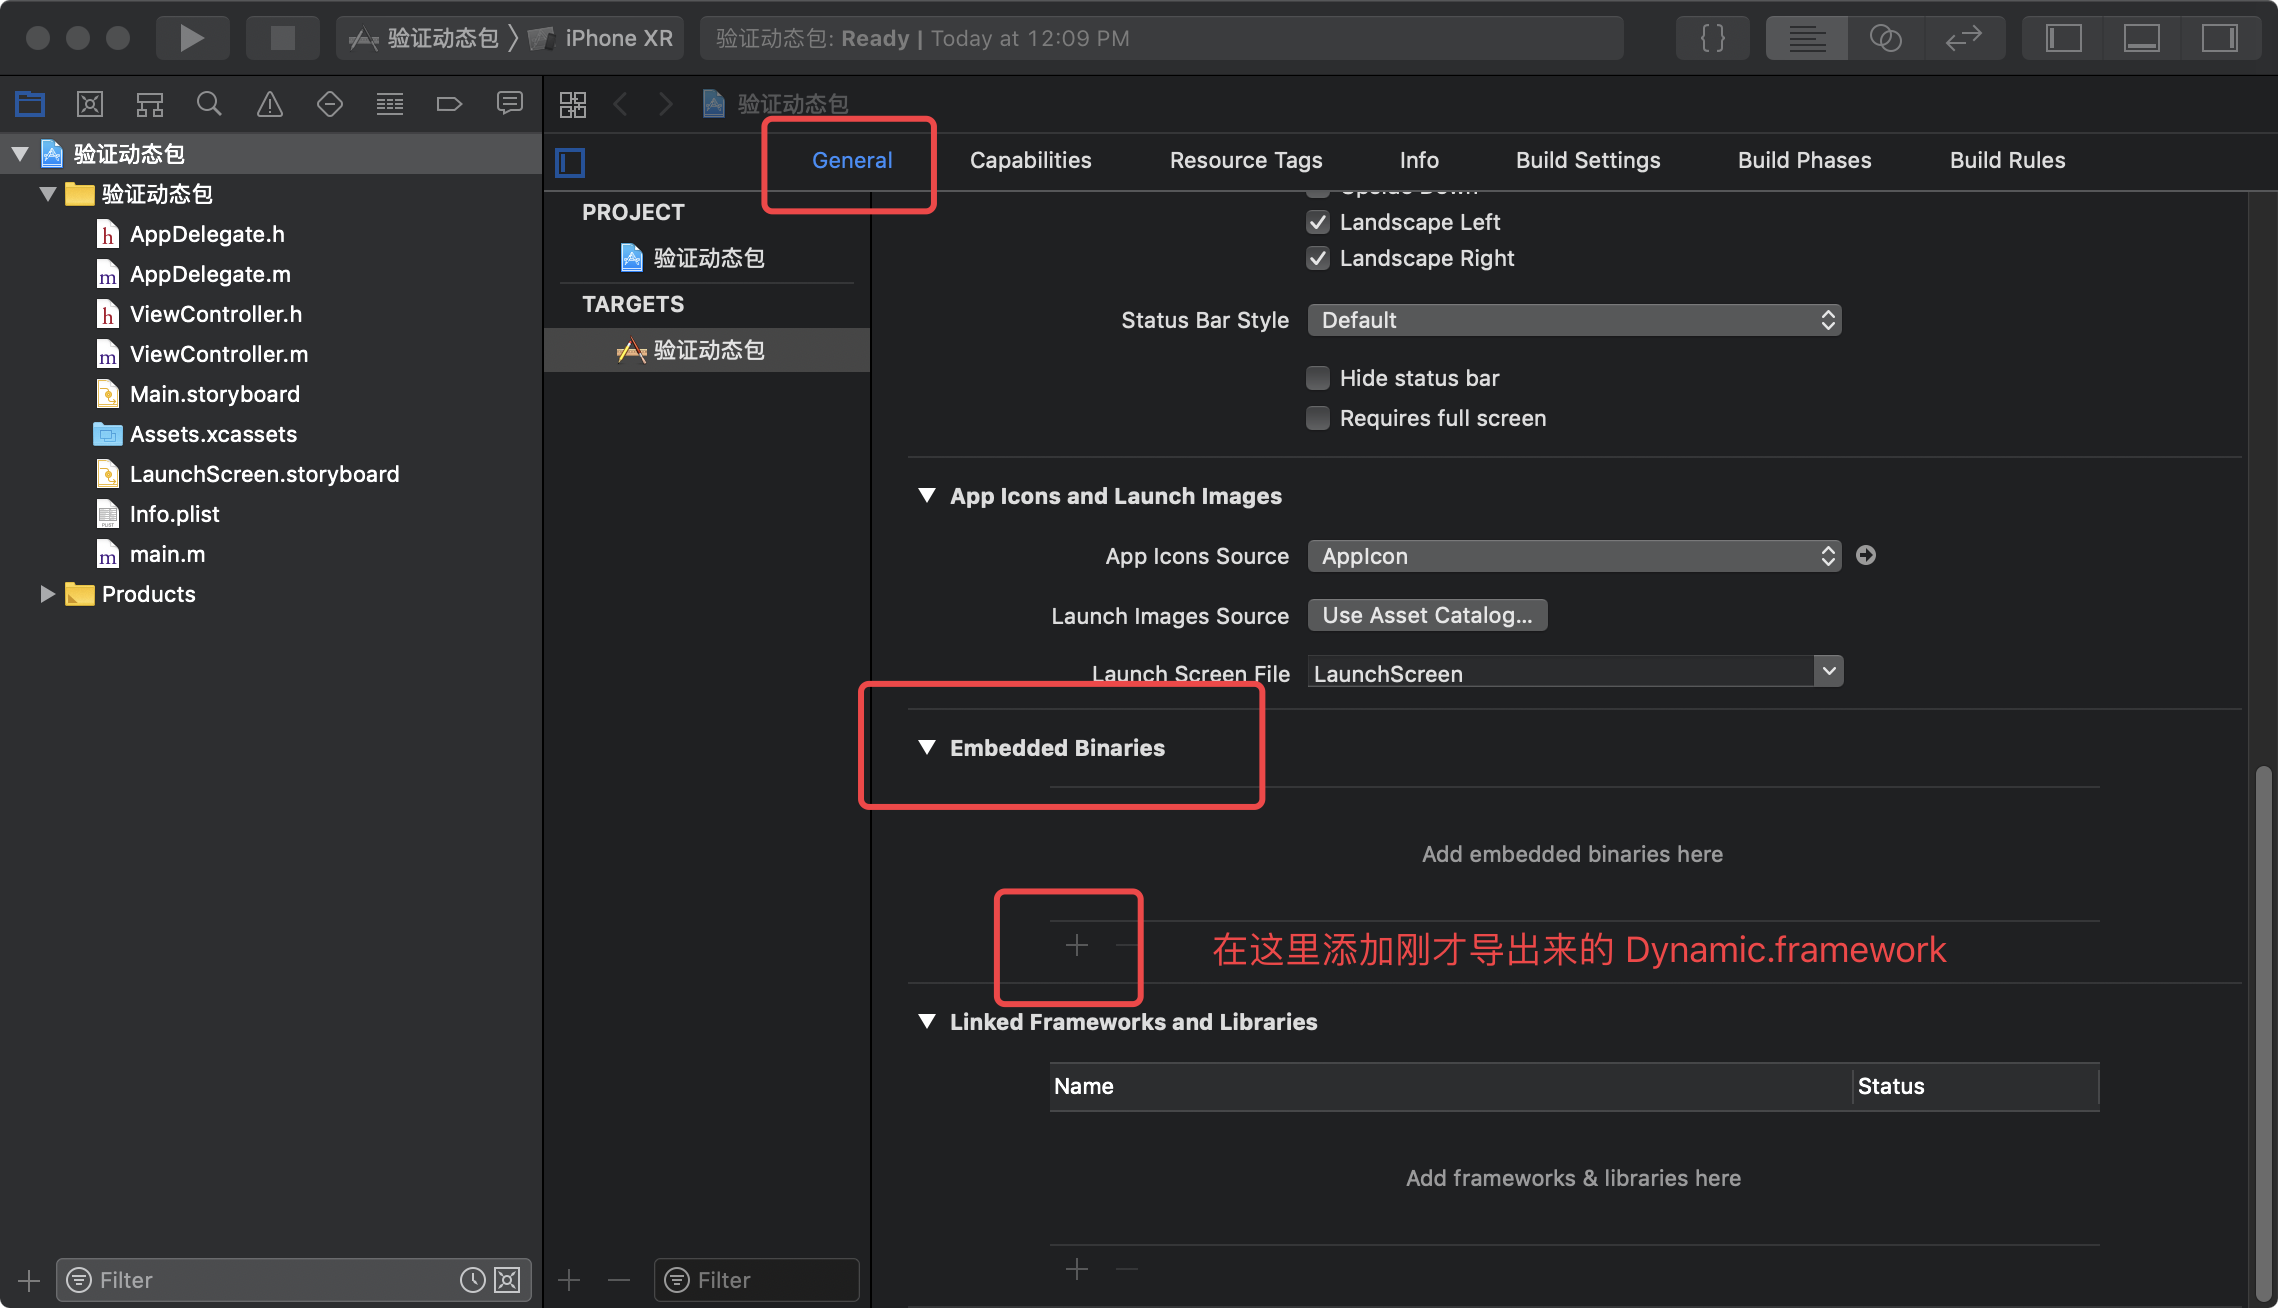 验证动态包 〉 iPhone XR
验证动态包: Ready | Today at 12:09 PM
{ }
验证动态包
验证动态包
AppDelegate.h
AppDelegate.m
ViewController.h
ViewController.m
Main.storyboard
Assets.xcassets
LaunchScreen.storyboard
Info.plist
main.m
Products
Filter
验证动态包
General
Capabilities
Resource Tags
Info
Build Settings
Build Phases
Build Rules
PROJECT
验证动态包
TARGETS
验证动态包
Filter
Upside Down
Landscape Left
Landscape Right
Status Bar Style
Default
Hide status bar
Requires full screen
App Icons and Launch Images
App Icons Source
AppIcon
Launch Images Source
Use Asset Catalog...
Launch Screen File
LaunchScreen
Embedded Binaries
Add embedded binaries here
在这里添加刚才导出来的 Dynamic.framework
Linked Frameworks and Libraries
Name
Status
Add frameworks & libraries here